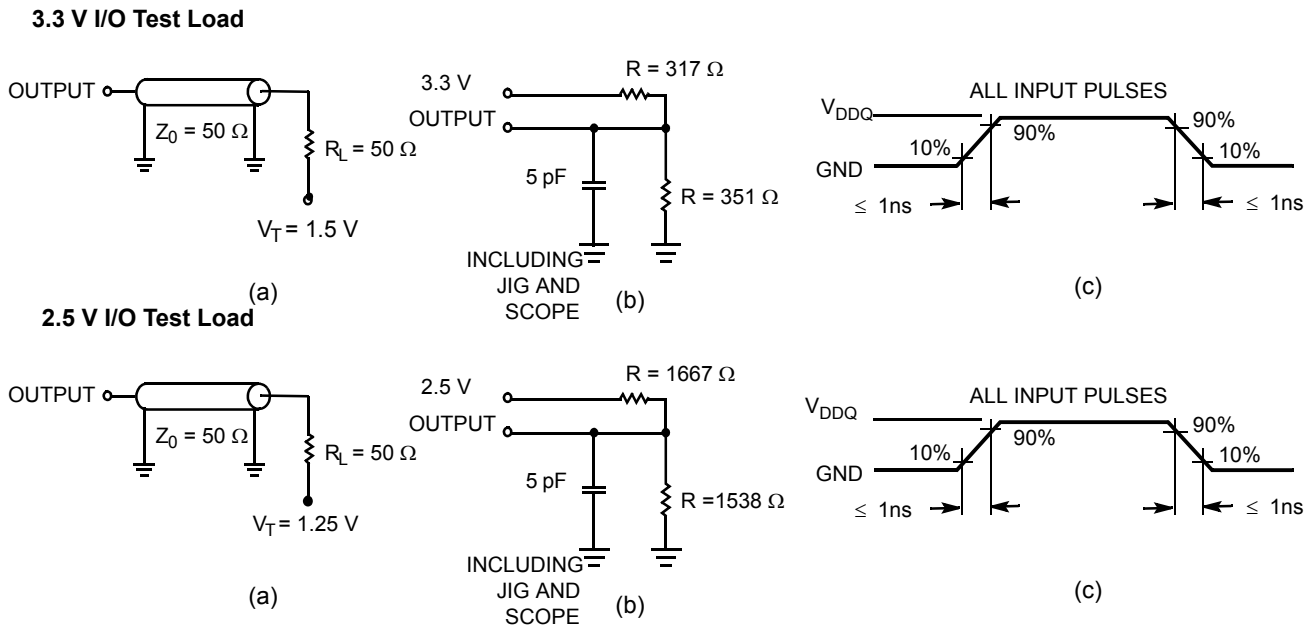 3.3 V I/O Test Load
OUTPUT
Z0 = 50 Ω
RL = 50 Ω
VT = 1.5 V
(a)
3.3 V
OUTPUT
R = 317 Ω
5 pF
R = 351 Ω
INCLUDING
JIG AND
SCOPE
(b)
ALL INPUT PULSES
VDDQ
GND
10%
90%
90%
10%
≤ 1ns
≤ 1ns
(c)
2.5 V I/O Test Load
OUTPUT
Z0 = 50 Ω
RL = 50 Ω
VT = 1.25 V
(a)
2.5 V
OUTPUT
R = 1667 Ω
5 pF
R =1538 Ω
INCLUDING
JIG AND
SCOPE
(b)
ALL INPUT PULSES
VDDQ
GND
10%
90%
90%
10%
≤ 1ns
≤ 1ns
(c)